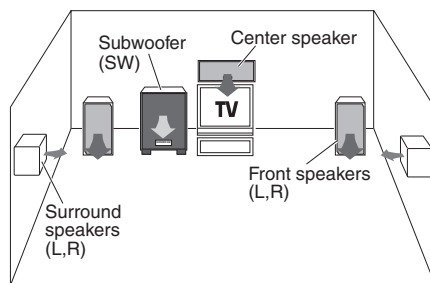 Subwoofer
(SW)
Center speaker
TV
Front speakers
(L,R)
Surround
speakers
(L,R)